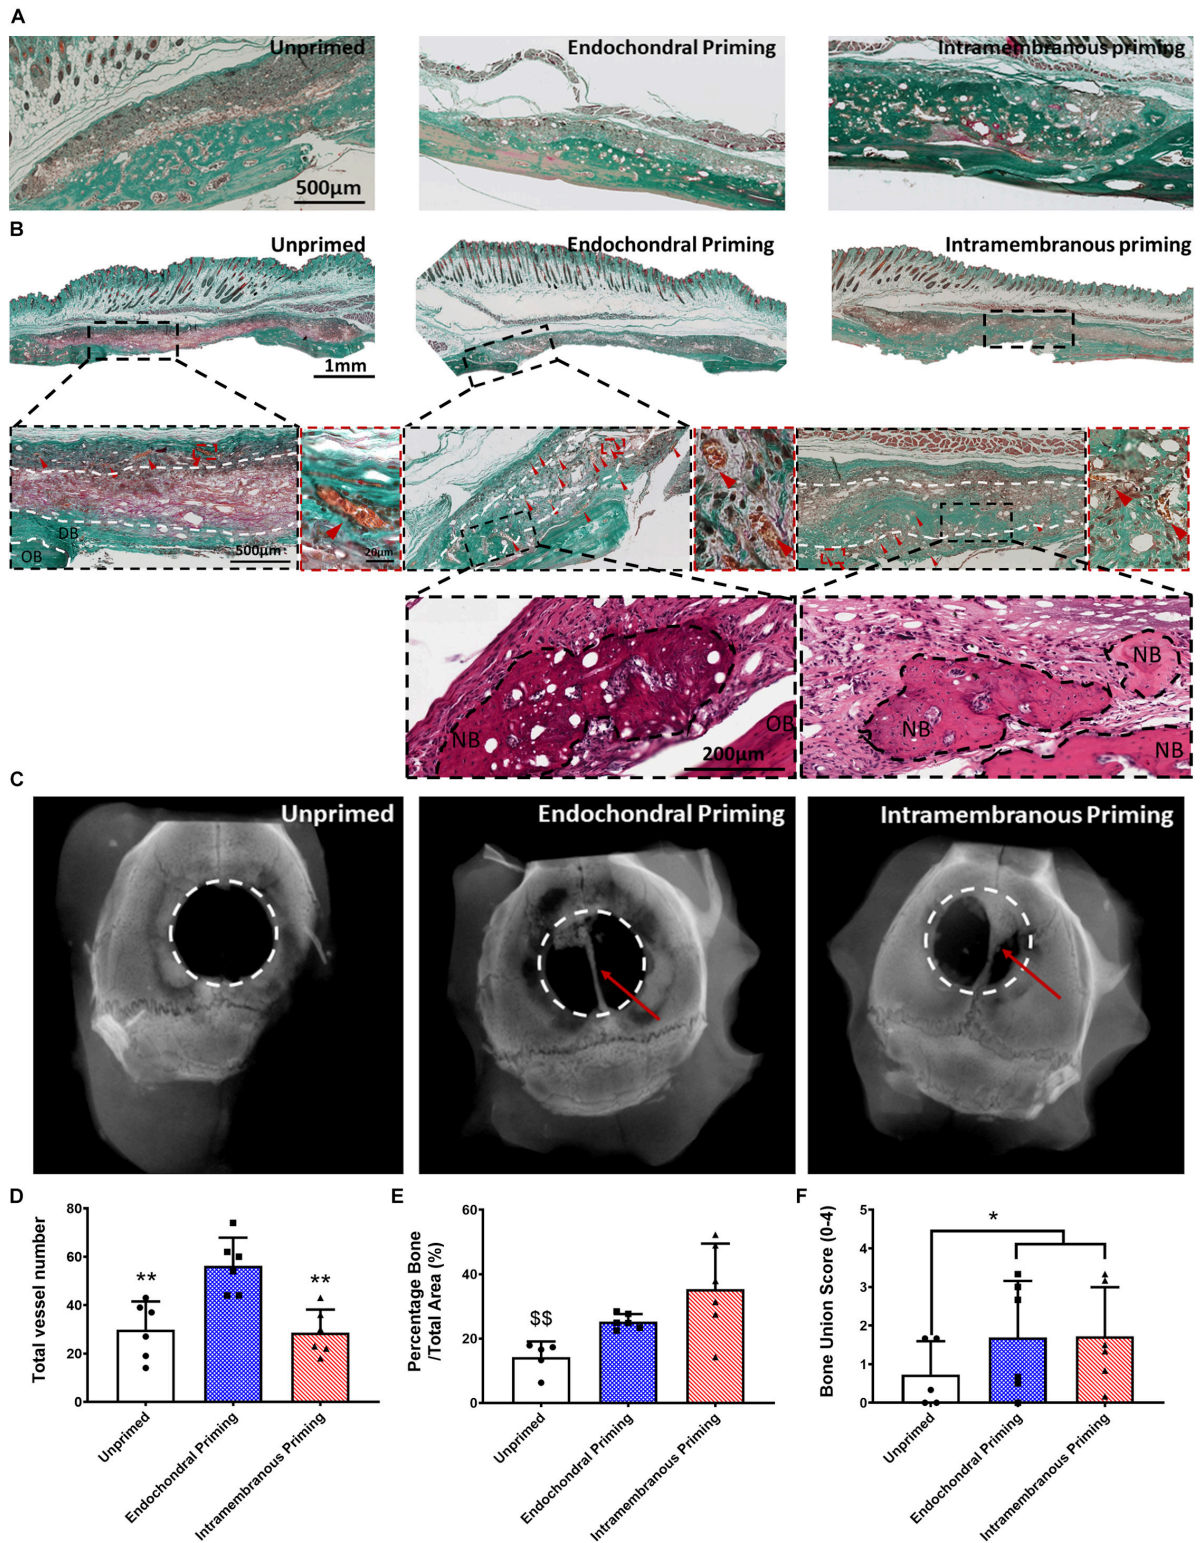 A
Unprimed
Endochondral Priming
Intramembranous priming
500μm
B
Unprimed
Endochondral Priming
Intramembranous priming
1mm
DB
OB
500μm
20μm
NB
OB
200μm
NB
NB
NB
C
Unprimed
Endochondral Priming
Intramembranous Priming
D
Total vessel number
80
60
40
20
0
**
**
Unprimed
Endochondral Priming
Intramembranous Priming
E
Percentage Bone
/Total Area (%)
60
40
20
0
$$
Unprimed
Endochondral Priming
Intramembranous Priming
F
Bone Union Score (0-4)
5
4
3
2
1
0
*
Unprimed
Endochondral Priming
Intramembranous Priming